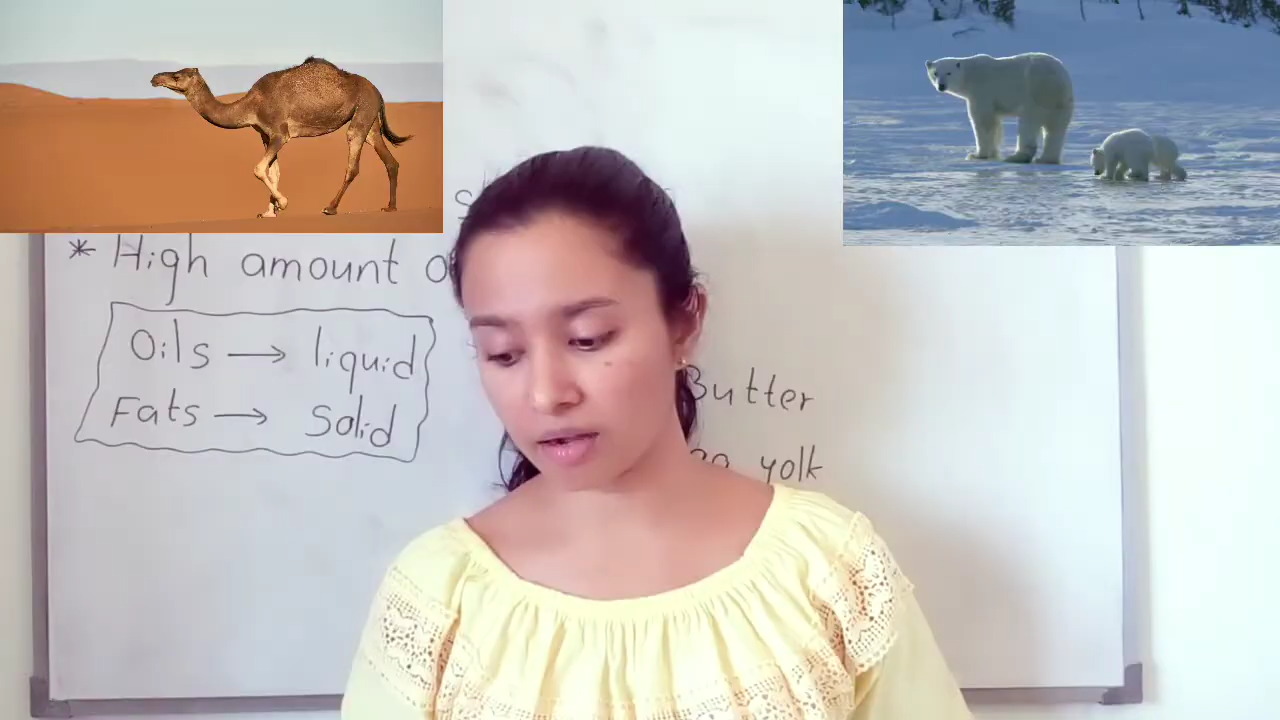 * High amount
Oils → liquid
Fats → Solid
Butter
yolk